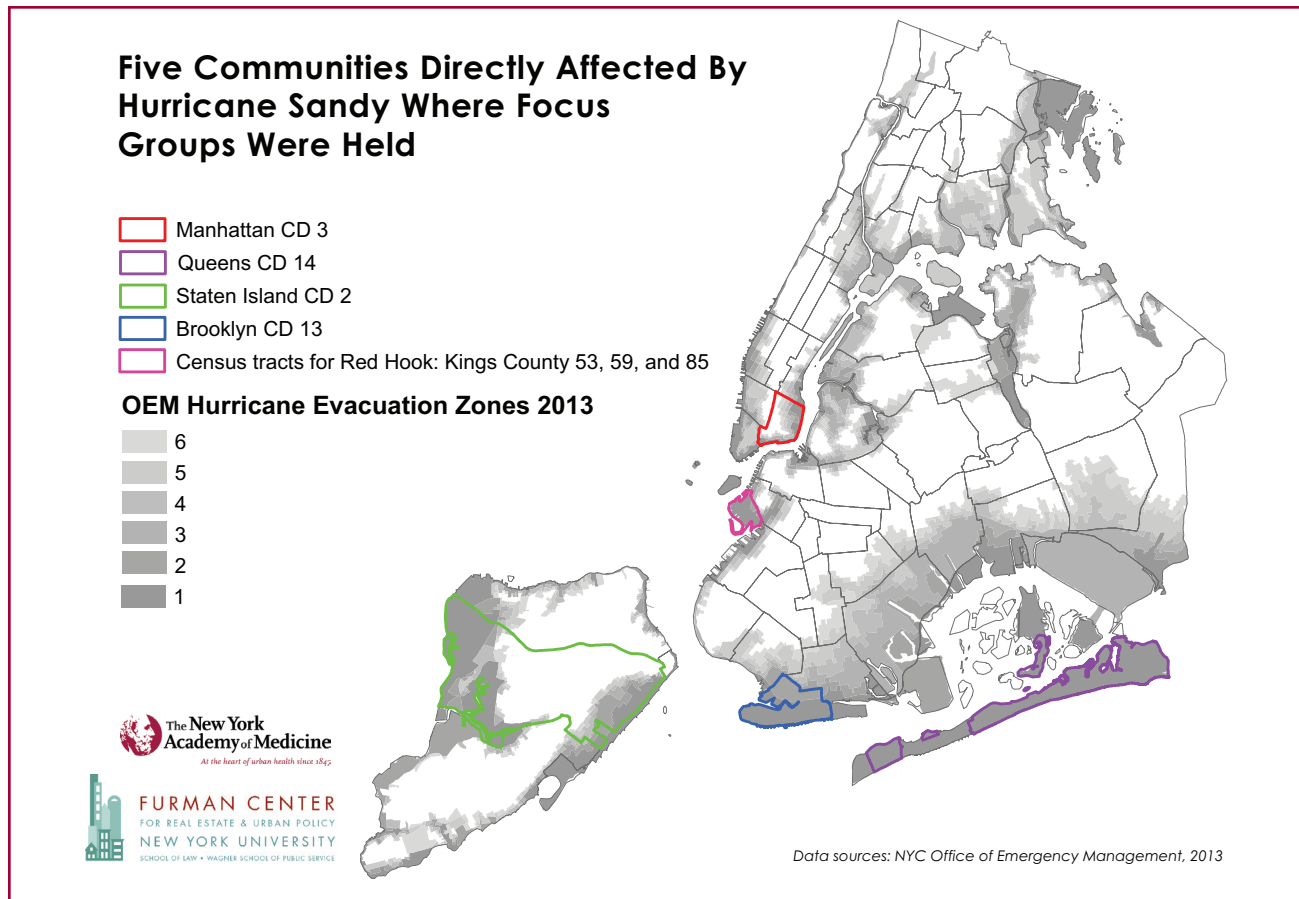 Five Communities Directly Affected By
Hurricane Sandy Where Focus
Groups Were Held
Manhattan CD 3
Queens CD 14
Staten Island CD 2
Brooklyn CD 13
Census tracts for Red Hook: Kings County 53, 59, and 85
OEM Hurricane Evacuation Zones 2013
6
5
4
3
2
1
The New York
Academy of Medicine
At the heart of urban health since 1847
FURMAN CENTER
FOR REAL ESTATE & URBAN POLICY
NEW YORK UNIVERSITY
SCHOOL OF LAW • WAGNER SCHOOL OF PUBLIC SERVICE
Data sources: NYC Office of Emergency Management, 2013